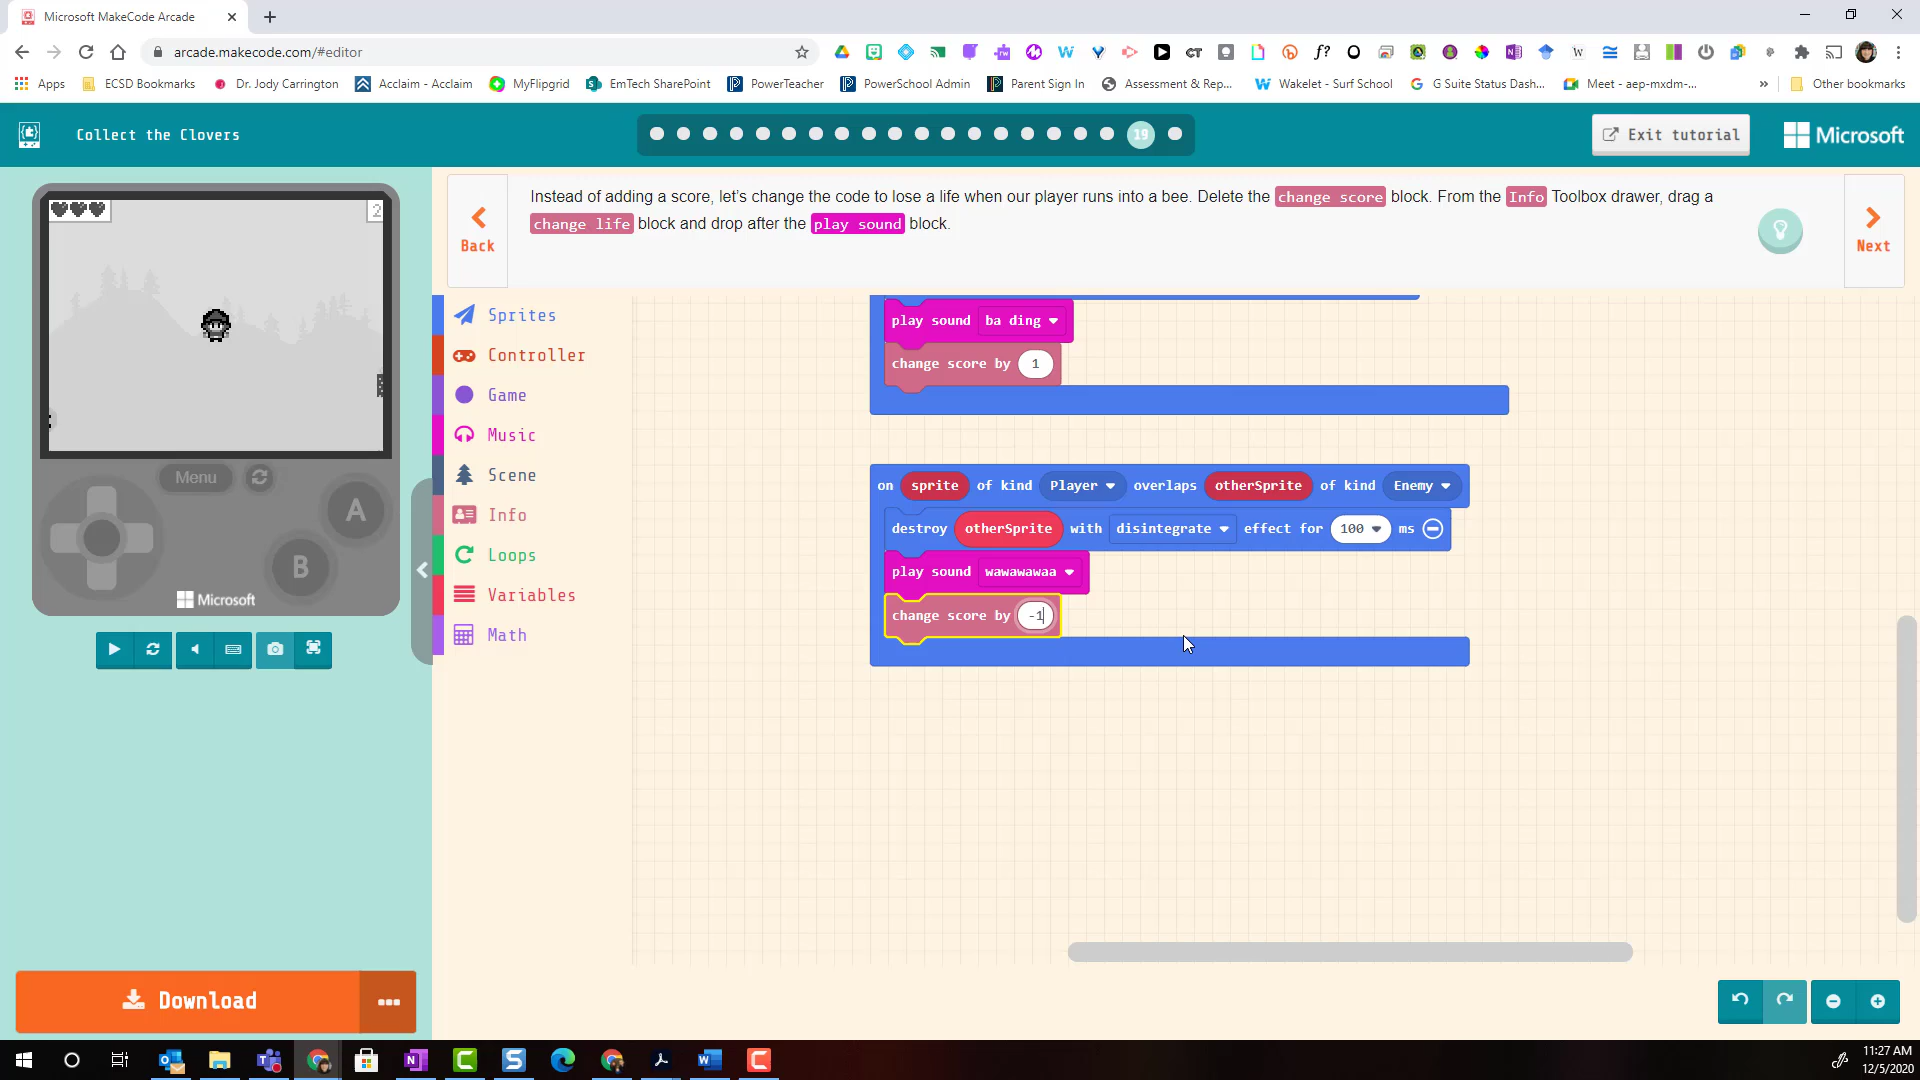 Microsoft MakeCode Arcade
arcade.makecode.com/#editor
Apps
ECSD Bookmarks
Dr. Jody Carrington
Acclaim - Acclaim
MyFlipgrid
EmTech SharePoint
PowerTeacher
PowerSchool Admin
Parent Sign In
Assessment & Rep...
Wakelet - Surf School
G Suite Status Dash...
Meet - aep-mxdm-...
»
Other bookmarks
Collect the Clovers
19
Exit tutorial
Microsoft
Instead of adding a score, let's change the code to lose a life when our player runs into a bee. Delete the change score block. From the Info Toolbox drawer, drag a
change life block and drop after the play sound block.
Back
Next
2
Menu
A
B
Microsoft
Sprites
Controller
Game
Music
Scene
Info
Loops
Variables
Math
play sound ba ding
change score by 1
on sprite of kind Player overlaps otherSprite of kind Enemy
destroy otherSprite with disintegrate effect for 100 ms
play sound wawawawaa
change score by -1
Download
...
11:27 AM
12/5/2020